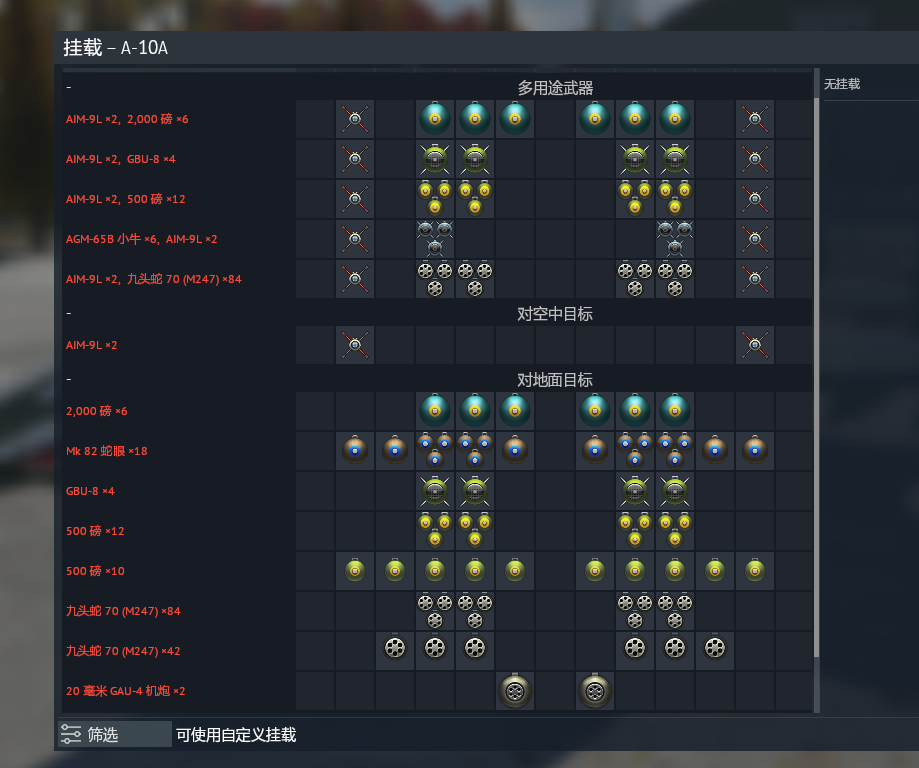 挂载 – A-10A
无挂载
-
多用途武器
AIM-9L ×2, 2,000 磅 ×6
AIM-9L ×2, GBU-8 ×4
AIM-9L ×2, 500 磅 ×12
AGM-65B 小牛 ×6, AIM-9L ×2
AIM-9L ×2, 九头蛇 70 (M247) ×84
-
对空中目标
AIM-9L ×2
-
对地面目标
2,000 磅 ×6
Mk 82 蛇眼 ×18
GBU-8 ×4
500 磅 ×12
500 磅 ×10
九头蛇 70 (M247) ×84
九头蛇 70 (M247) ×42
20 毫米 GAU-4 机炮 ×2
筛选
可使用自定义挂载